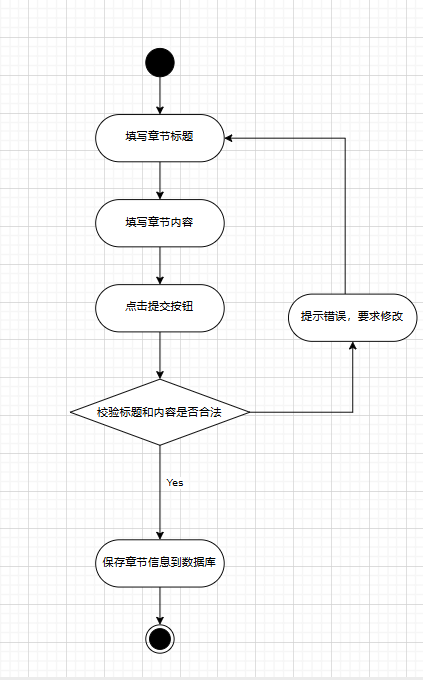 填写章节标题
填写章节内容
点击提交按钮
提示错误，要求修改
校验标题和内容是否合法
Yes
保存章节信息到数据库